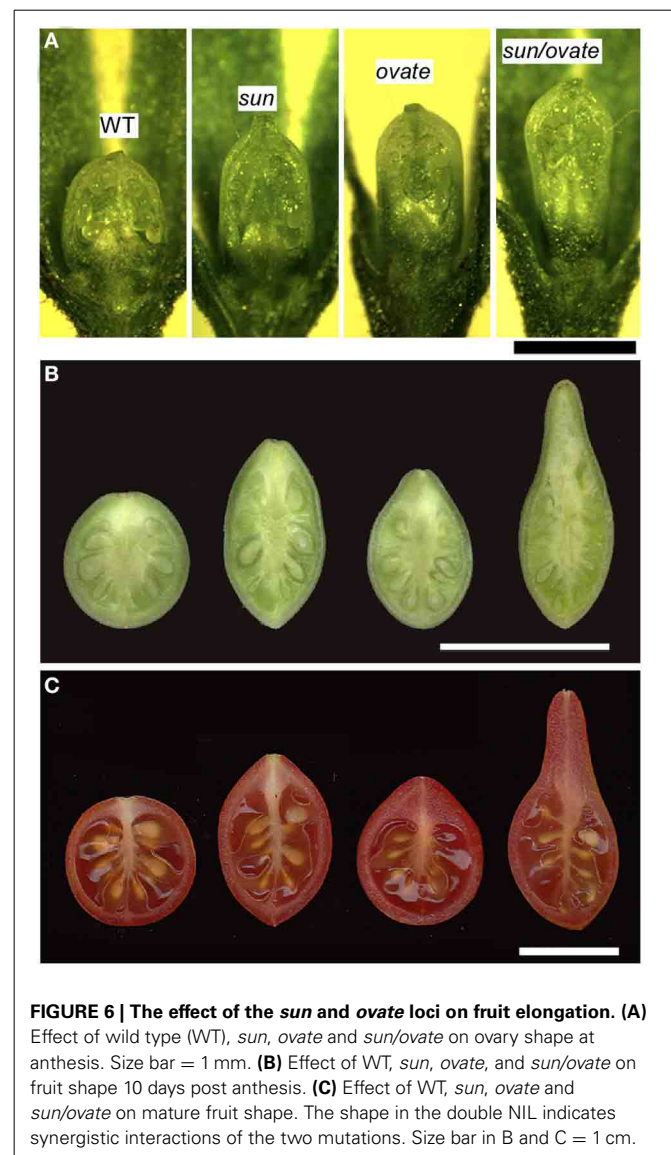 A
WT
sun
ovate
sun/ovate
B
C
FIGURE 6 | The effect of the sun and ovate loci on fruit elongation. (A)
Effect of wild type (WT), sun, ovate and sun/ovate on ovary shape at
anthesis. Size bar = 1 mm. (B) Effect of WT, sun, ovate, and sun/ovate on
fruit shape 10 days post anthesis. (C) Effect of WT, sun, ovate and
sun/ovate on mature fruit shape. The shape in the double NIL indicates
synergistic interactions of the two mutations. Size bar in B and C = 1 cm.